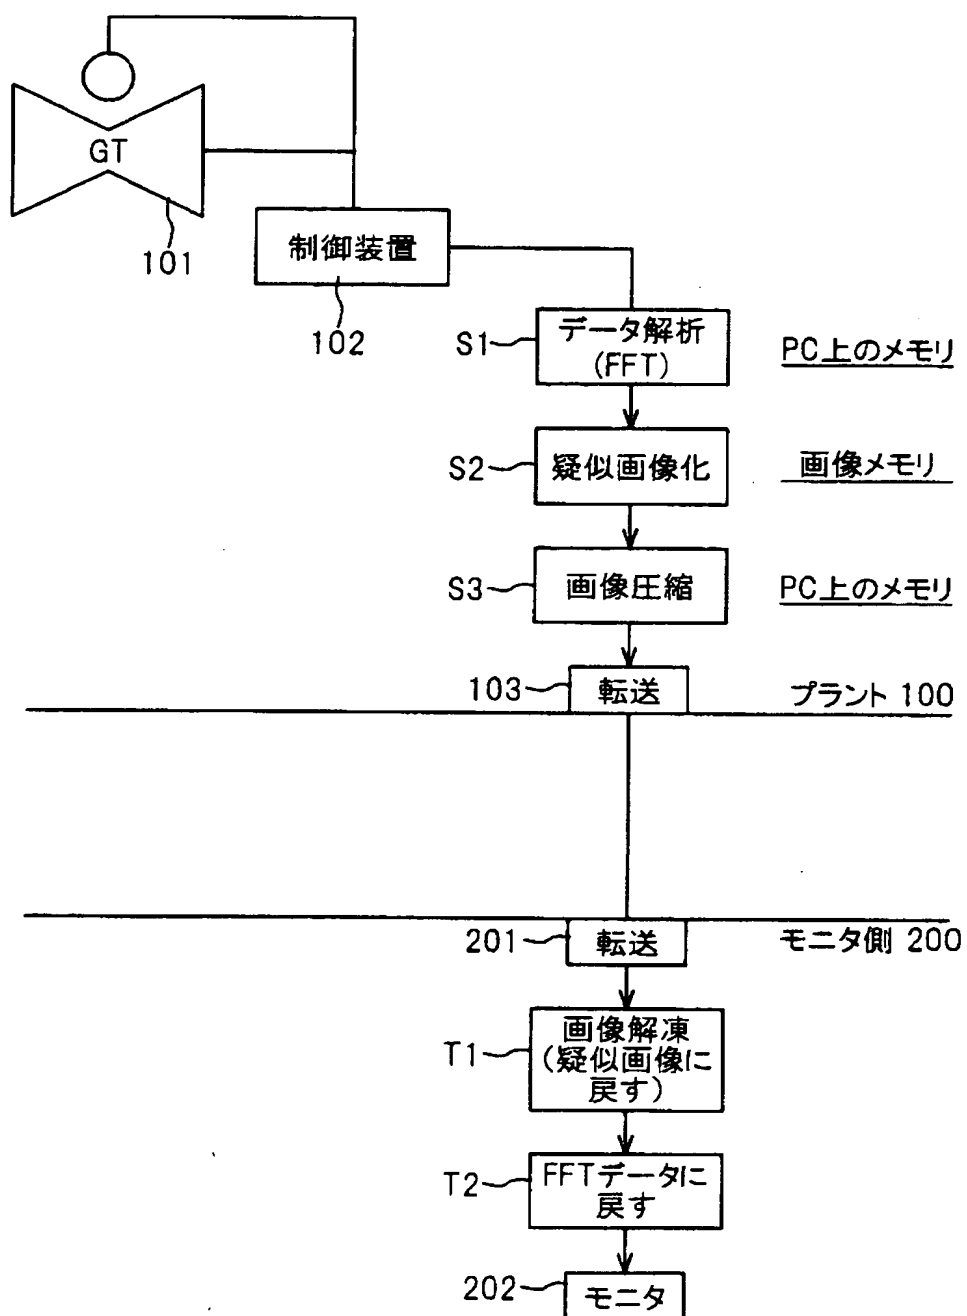 GT
101
制御装置
102
S1
データ解析
(FFT)
PC上のメモリ
S2
疑似画像化
画像メモリ
S3
画像圧縮
PC上のメモリ
103
転送
プラント 100
201
転送
モニタ側 200
T1
画像解凍
(疑似画像に
戻す)
T2
FFTデータに
戻す
202
モニタ